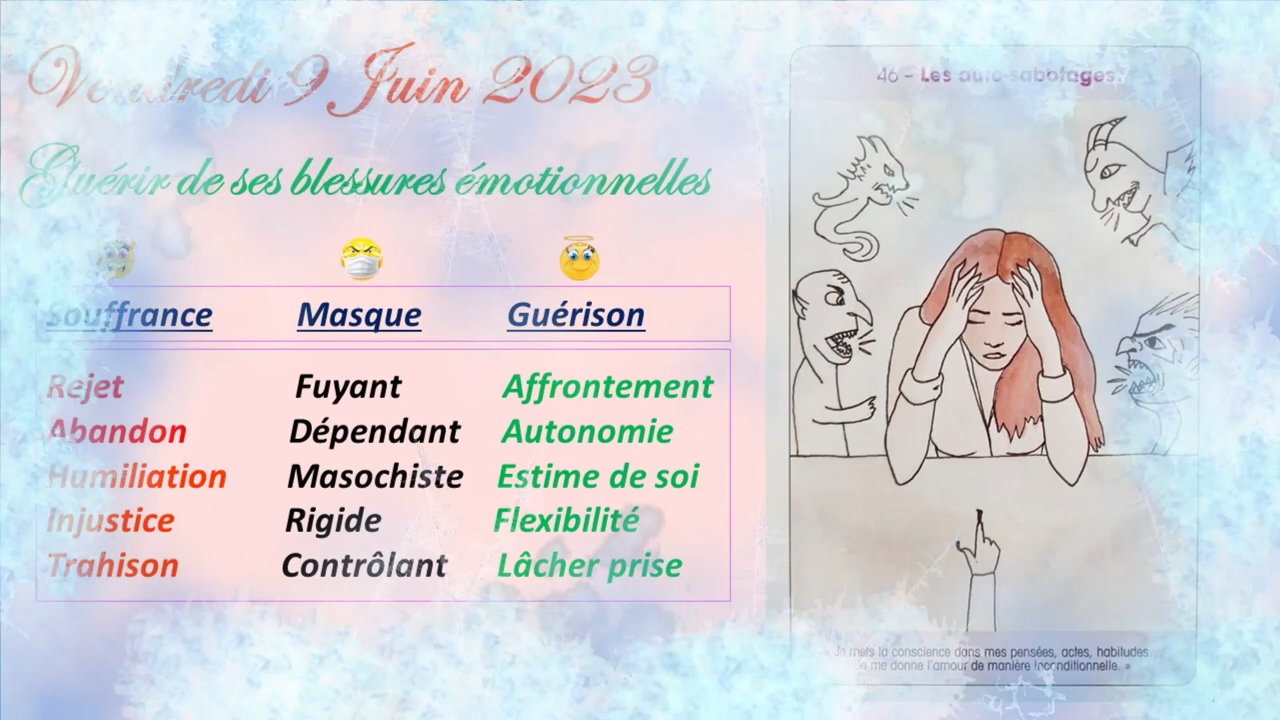 Vendredi 9 Juin 2023
Guérir de ses blessures émotionnelles
Souffrance Masque Guérison
Rejet Fuyant Affrontement
Abandon Dépendant Autonomie
Humiliation Masochiste Estime de soi
Injustice Rigide Flexibilité
Trahison Contrôlant Lâcher prise
46 – Les auto-sabotages
« Je mets la conscience dans mes pensées, actes, habitudes...
Je me donne l'amour de manière inconditionnelle. »